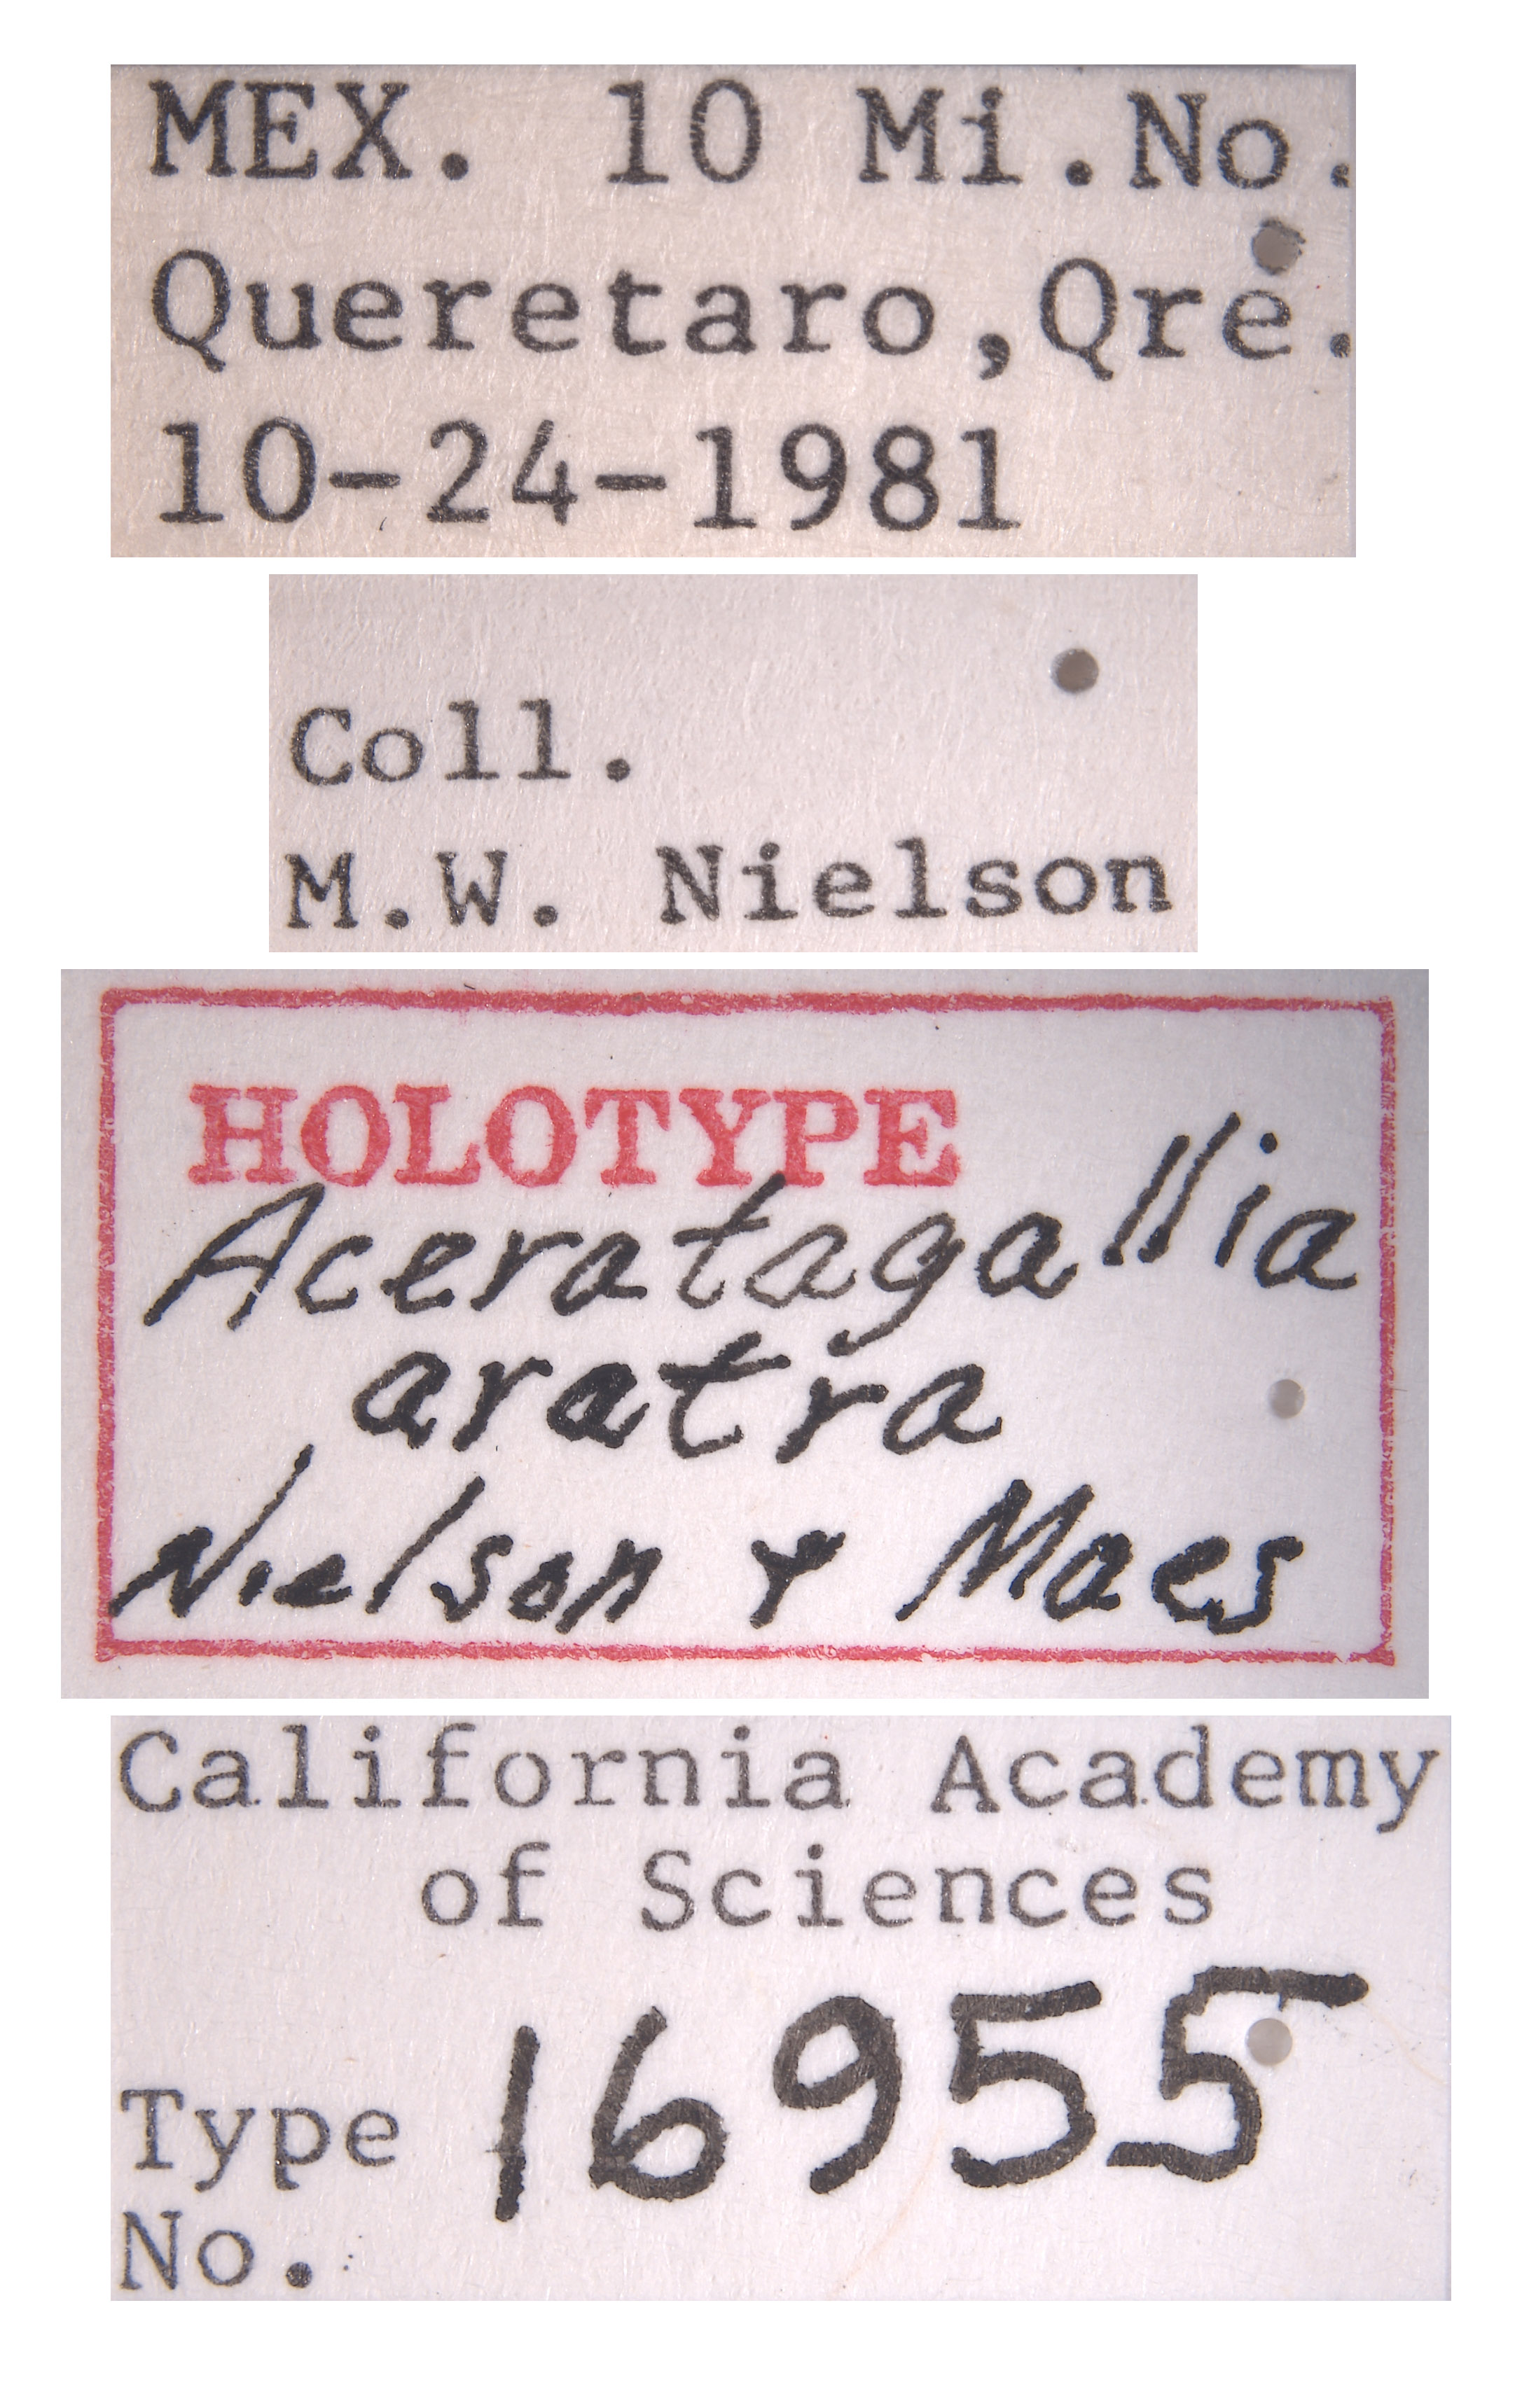 MEX. 10 Mi.No.
Queretaro,Qre.
10-24-1981
Coll.
M.W. Nielson
HOLOTYPE
Aceratagallia
aratra
Nielson & Maes
California Academy
of Sciences
Type 16955
No.